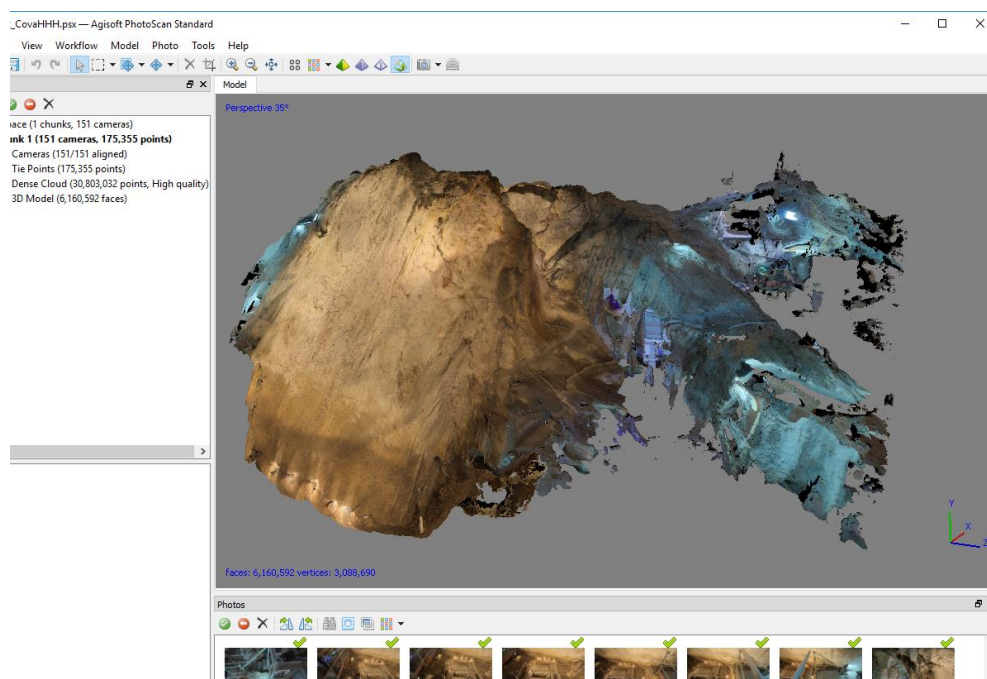 _CovaHHH.psx — Agisoft PhotoScan Standard
View Workflow Model Photo Tools Help
Model
Perspective 35°
ace (1 chunks, 151 cameras)
nk 1 (151 cameras, 175,355 points)
Cameras (151/151 aligned)
Tie Points (175,355 points)
Dense Cloud (30,803,032 points, High quality)
3D Model (6,160,592 faces)
Y
X
Z
faces: 6,160,592 vertices: 3,088,690
Photos